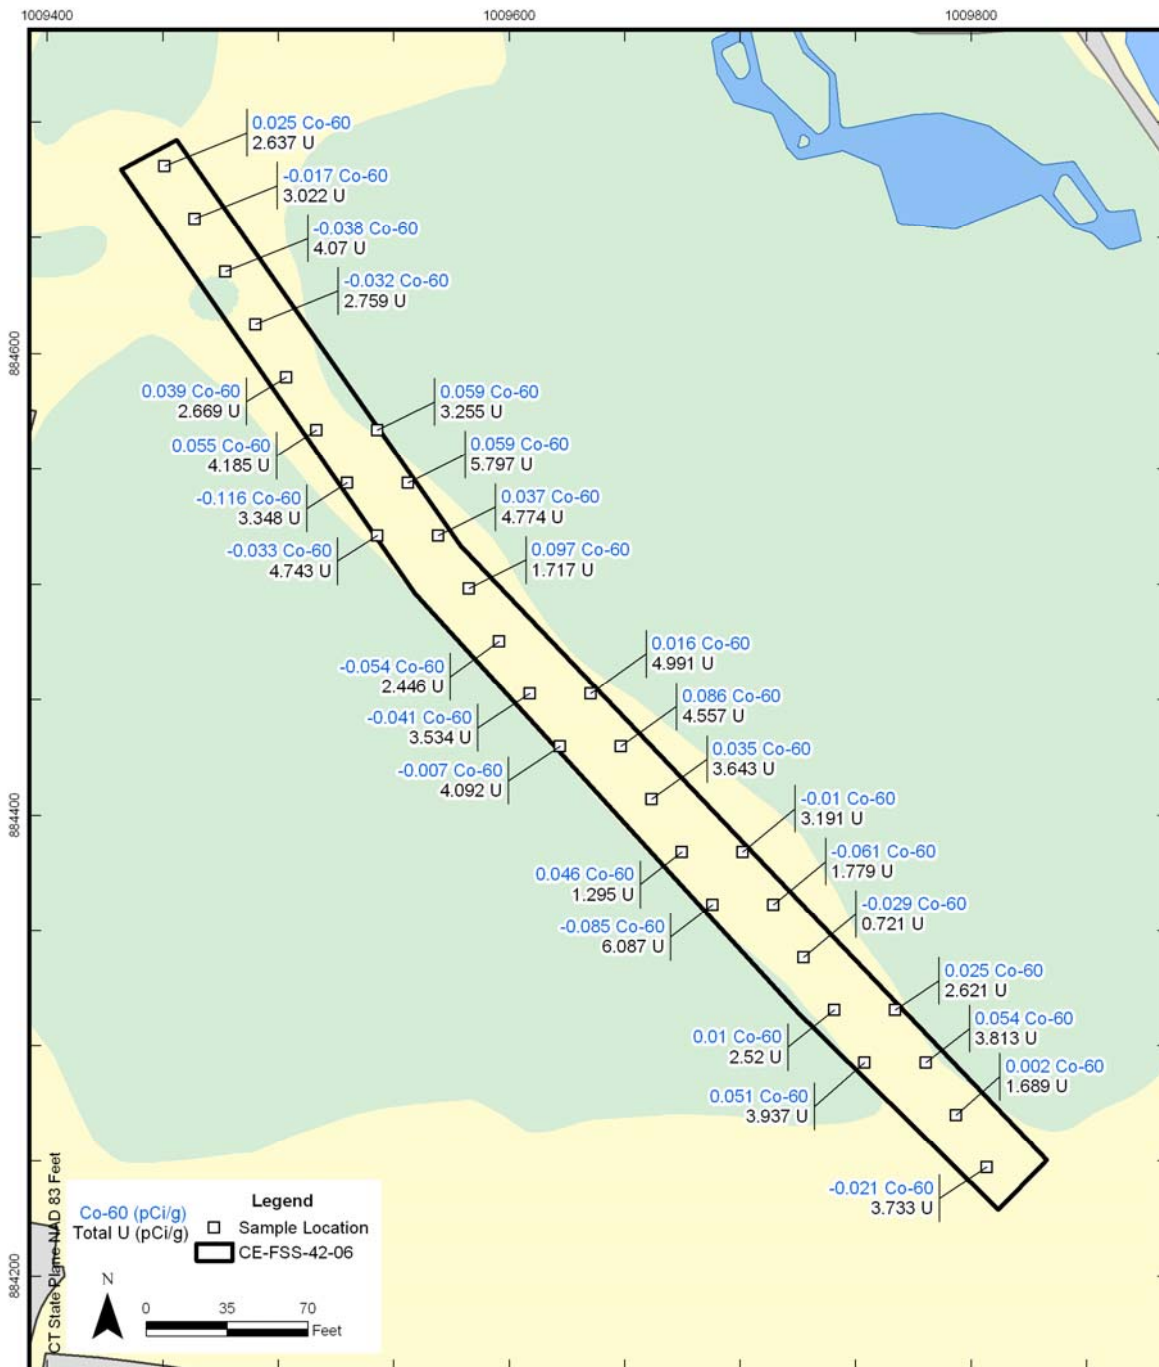 1009400
1009600
1009800
0.025 Co-60
2.637 U
-0.017 Co-60
3.022 U
-0.038 Co-60
4.07 U
-0.032 Co-60
2.759 U
884600
0.039 Co-60
2.669 U
0.059 Co-60
3.255 U
0.055 Co-60
4.185 U
0.059 Co-60
5.797 U
-0.116 Co-60
3.348 U
0.037 Co-60
4.774 U
-0.033 Co-60
4.743 U
0.097 Co-60
1.717 U
-0.054 Co-60
2.446 U
0.016 Co-60
4.991 U
-0.041 Co-60
3.534 U
0.086 Co-60
4.557 U
-0.007 Co-60
4.092 U
0.035 Co-60
3.643 U
884400
-0.01 Co-60
3.191 U
0.046 Co-60
1.295 U
-0.061 Co-60
1.779 U
-0.085 Co-60
6.087 U
-0.029 Co-60
0.721 U
0.025 Co-60
2.621 U
0.01 Co-60
2.52 U
0.054 Co-60
3.813 U
0.051 Co-60
3.937 U
0.002 Co-60
1.689 U
-0.021 Co-60
3.733 U
884200
CT State Plane NAD 83 Feet
Legend
Co-60 (pCi/g)
Total U (pCi/g)
Sample Location
CE-FSS-42-06
N
0 35 70
Feet